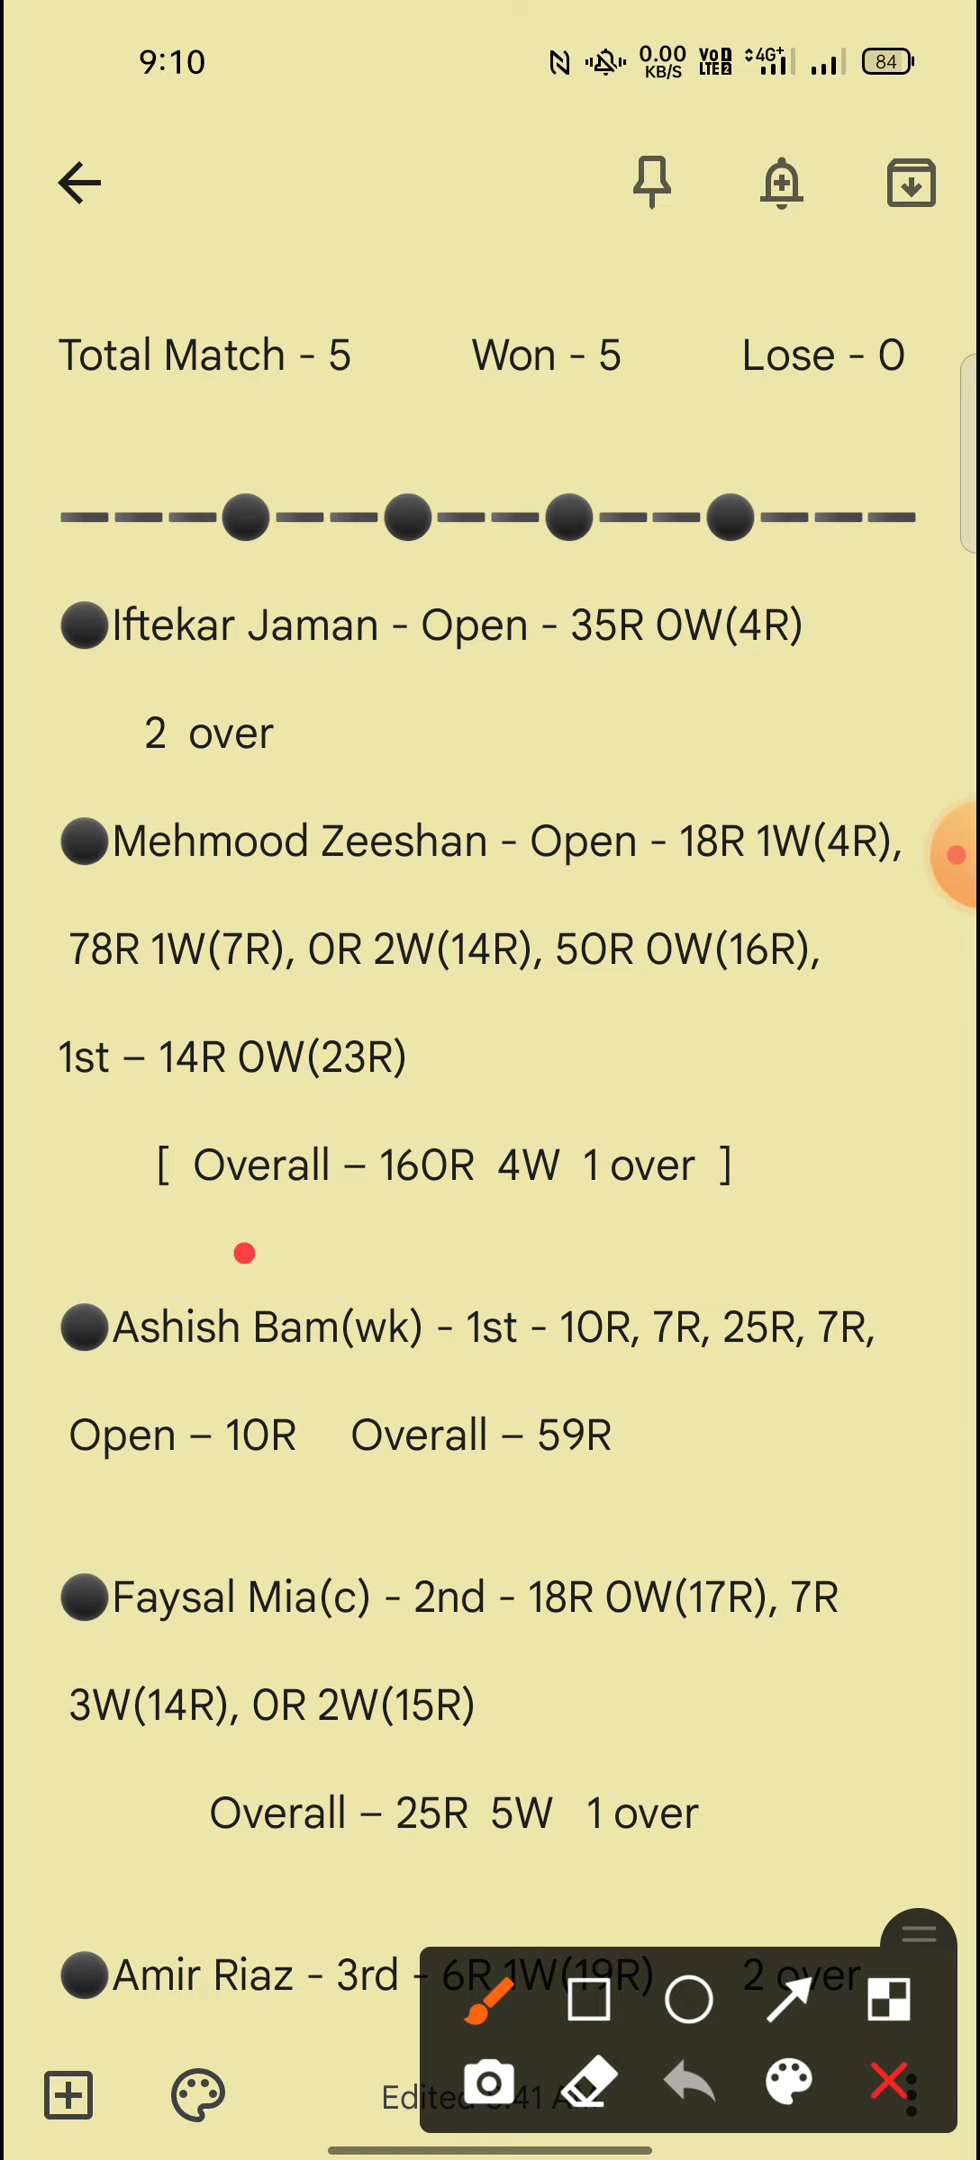 9:10 0.00 KB/S VoD LTE2 4G+ 84
Total Match - 5 Won - 5 Lose - 0
Iftekar Jaman - Open - 35R 0W(4R)
2 over
Mehmood Zeeshan - Open - 18R 1W(4R),
78R 1W(7R), 0R 2W(14R), 50R 0W(16R),
1st – 14R 0W(23R)
[ Overall – 160R 4W 1 over ]
Ashish Bam(wk) - 1st - 10R, 7R, 25R, 7R,
Open – 10R Overall – 59R
Faysal Mia(c) - 2nd - 18R 0W(17R), 7R
3W(14R), 0R 2W(15R)
Overall – 25R 5W 1 over
Amir Riaz - 3rd - 6R 1W(19R) 2 over
Edited